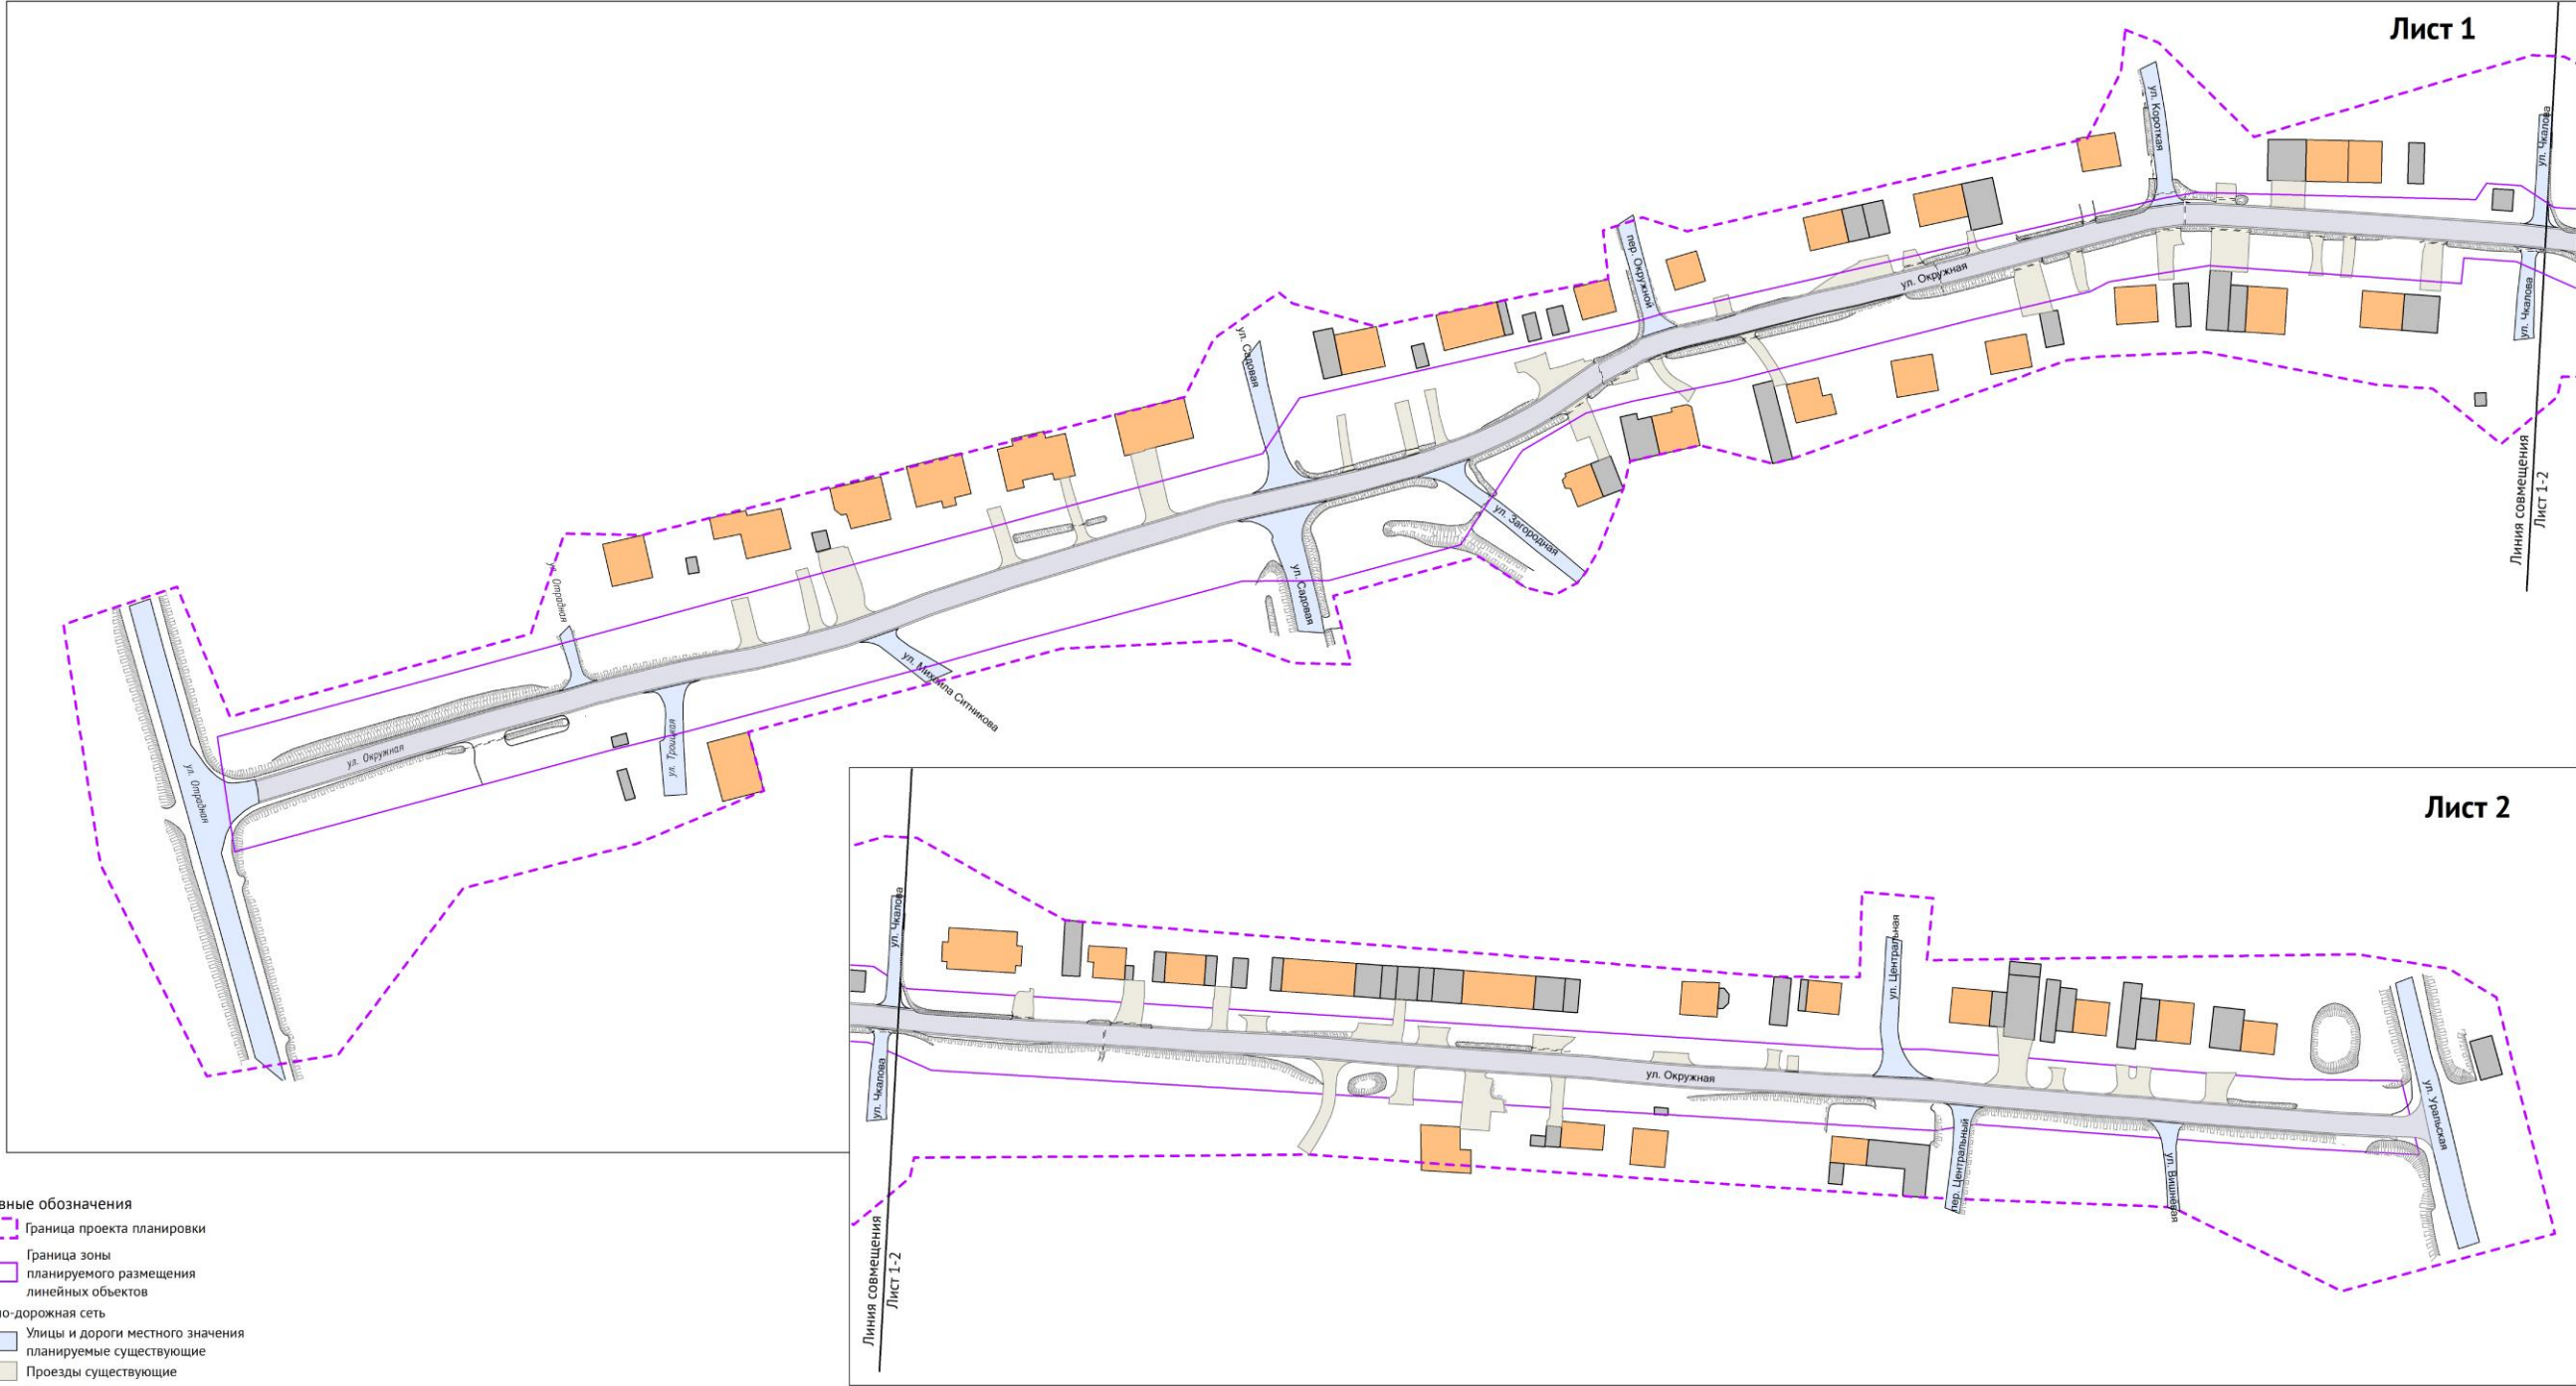 Лист 1
ул. Короткая
ул. Чкалова
пер. Окружной
ул. Окружная
ул. Чкалова
ул. Садовая
Линия совмещения
Лист 1-2
ул. Загородная
ул. Отрадная
ул. Садовая
ул. Михаила Ситникова
ул. Троицкая
ул. Окружная
ул. Отрадная
Лист 2
ул. Чкалова
ул. Центральная
ул. Окружная
ул. Чкалова
ул. Уральская
пер. Центральный
ул. Вишнёвая
Линия совмещения
Лист 1-2
вные обозначения
Граница проекта планировки
Граница зоны
планируемого размещения
линейных объектов
но-дорожная сеть
Улицы и дороги местного значения
планируемые существующие
Проезды существующие